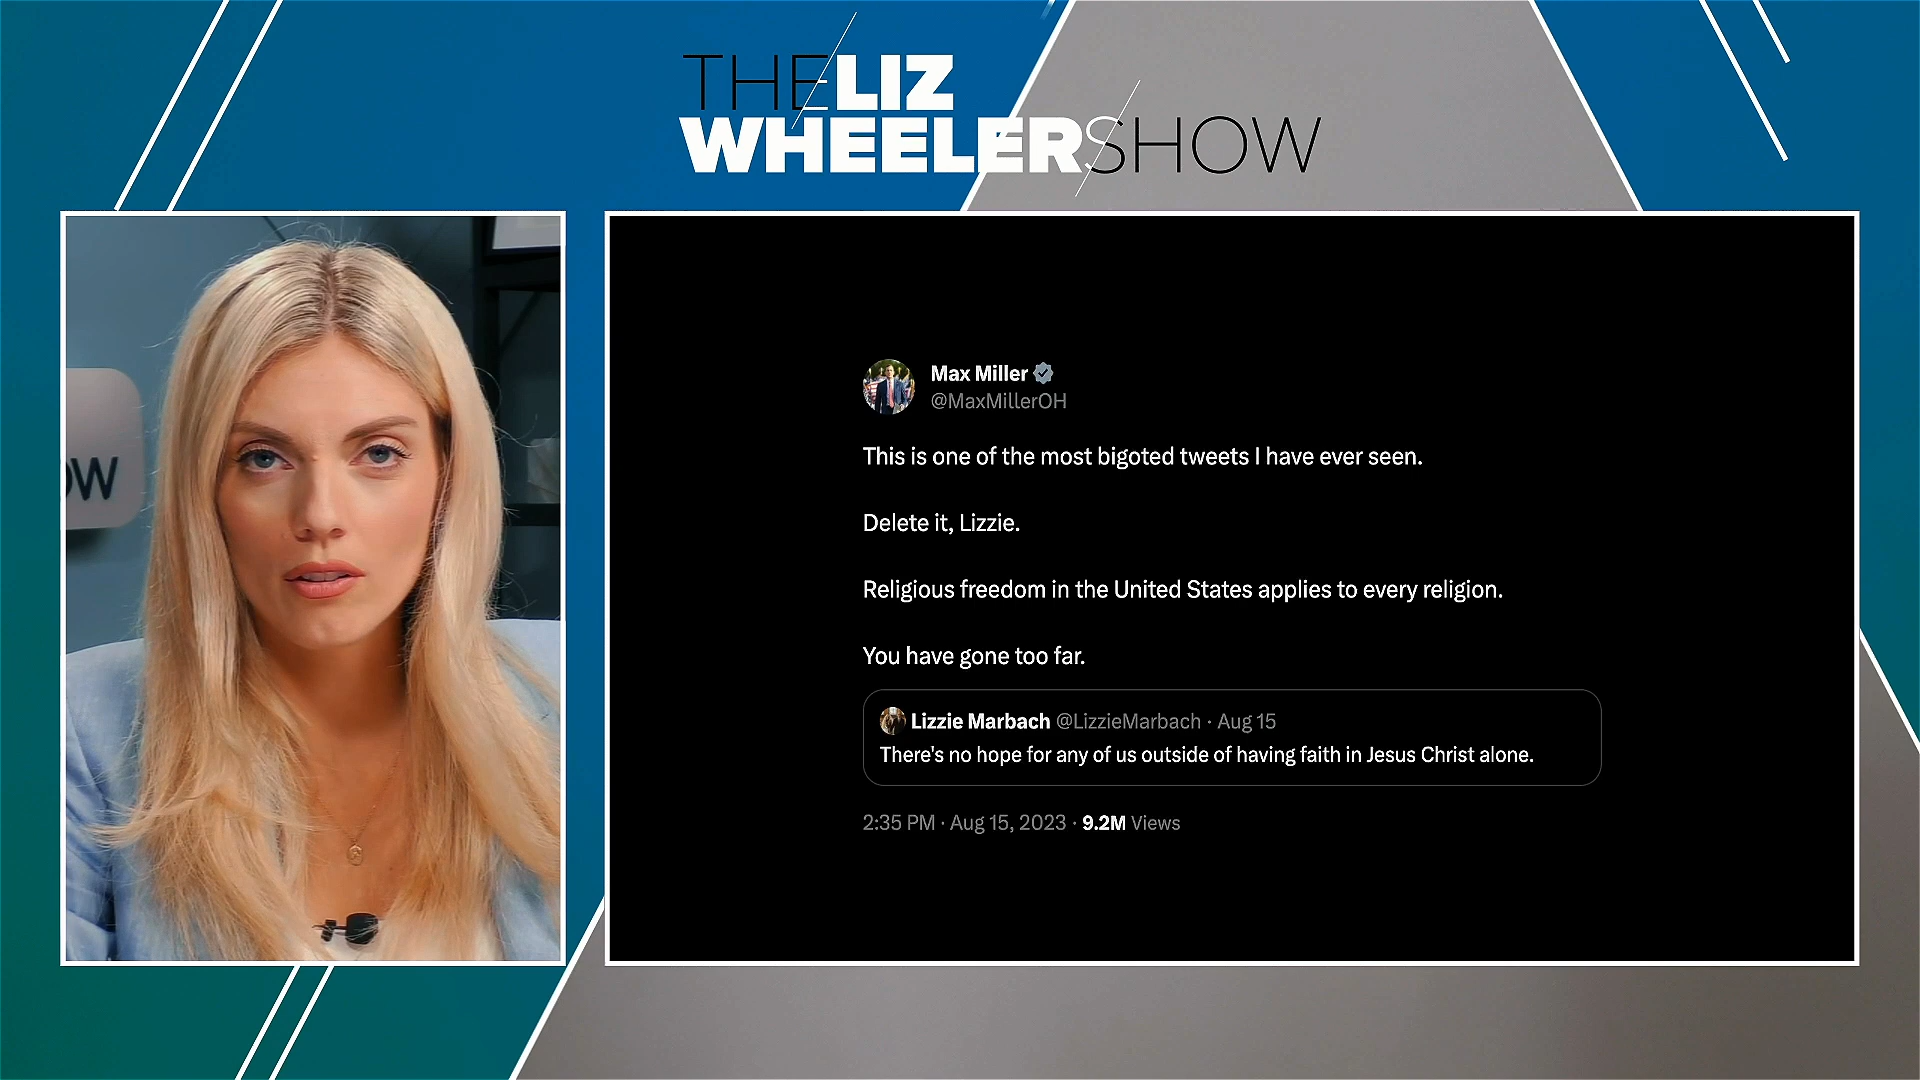 THE LIZ
WHEELER SHOW
OW
Max Miller
@MaxMillerOH
This is one of the most bigoted tweets I have ever seen.
Delete it, Lizzie.
Religious freedom in the United States applies to every religion.
You have gone too far.
Lizzie Marbach @LizzieMarbach · Aug 15
There's no hope for any of us outside of having faith in Jesus Christ alone.
2:35 PM · Aug 15, 2023 · 9.2M Views